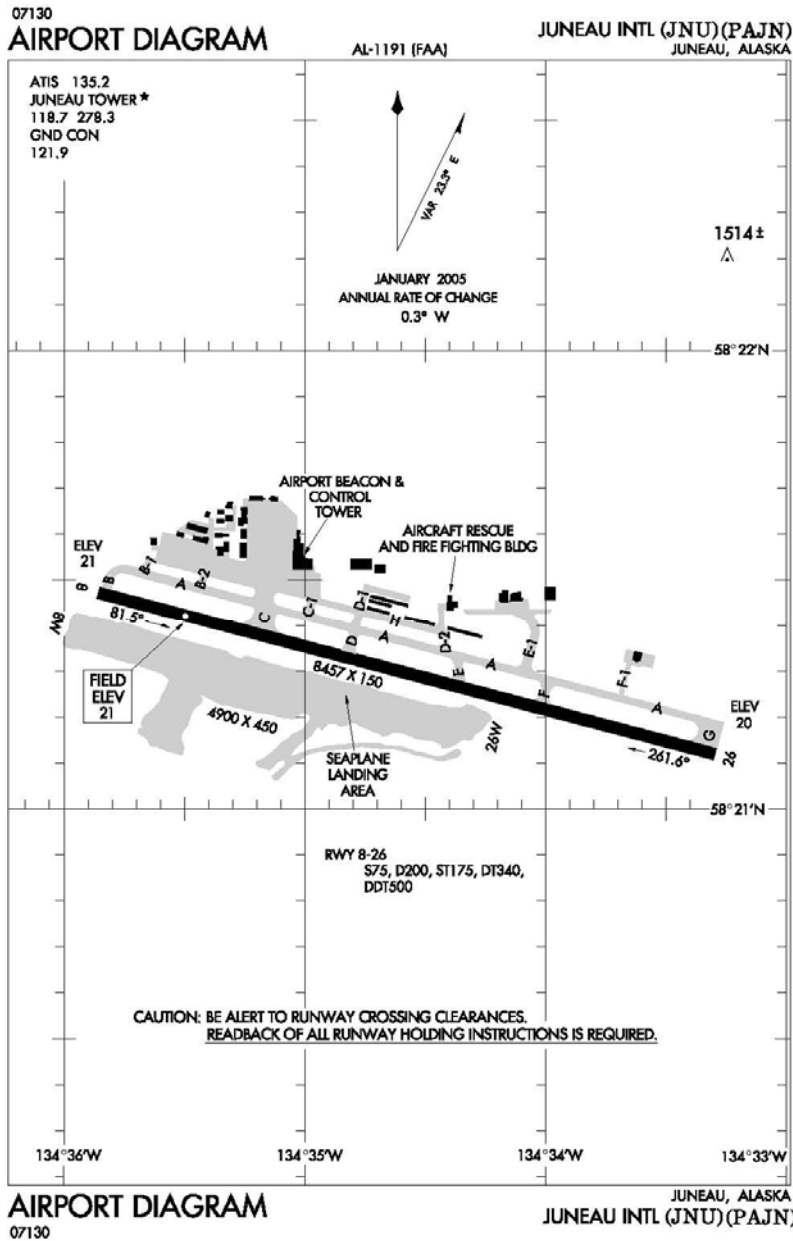 07130
AIRPORT DIAGRAM
AL-1191 (FAA)
JUNEAU INTL (JNU)(PAJN)
JUNEAU, ALASKA
ATIS 135.2
JUNEAU TOWER★
118.7 278.3
GND CON
121.9
VAR 23.3° E
1514±
JANUARY 2005
ANNUAL RATE OF CHANGE
0.3° W
58°22'N
AIRPORT BEACON &
CONTROL
TOWER
AIRCRAFT RESCUE
AND FIRE FIGHTING BLDG
ELEV
21
8
B
B-1
A
B-2
C
C-1
D-1
H
D
A
D-2
E
A
E-1
F
F-1
A
G
ELEV
20
26
8W
81.5°
FIELD
ELEV
21
8457 X 150
4900 X 450
26W
261.6°
SEAPLANE
LANDING
AREA
58°21'N
RWY 8-26
S75, D200, ST175, DT340,
DDT500
CAUTION: BE ALERT TO RUNWAY CROSSING CLEARANCES.
READBACK OF ALL RUNWAY HOLDING INSTRUCTIONS IS REQUIRED.
134°36'W
134°35'W
134°34'W
134°33'W
AIRPORT DIAGRAM
07130
JUNEAU, ALASKA
JUNEAU INTL (JNU)(PAJN)